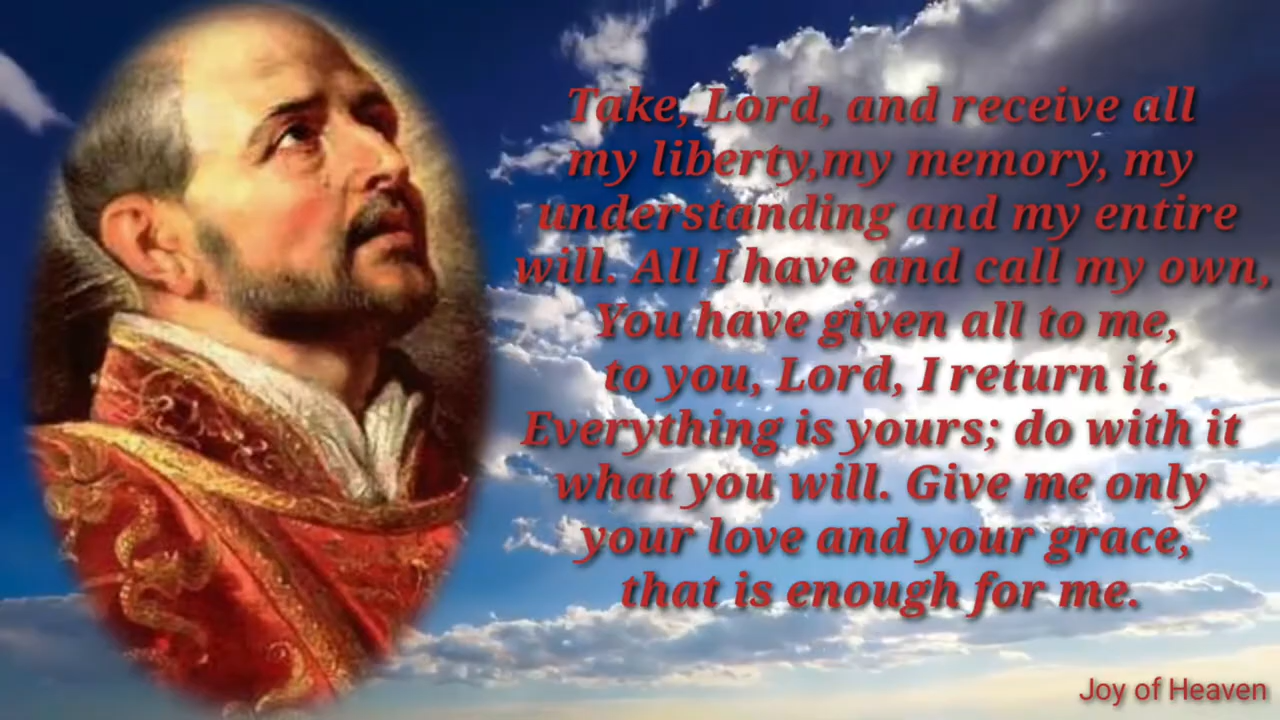 Take, Lord, and receive all
my liberty,my memory, my
understanding and my entire
will. All I have and call my own,
You have given all to me,
to you, Lord, I return it.
Everything is yours; do with it
what you will. Give me only
your love and your grace,
that is enough for me.
Joy of Heaven